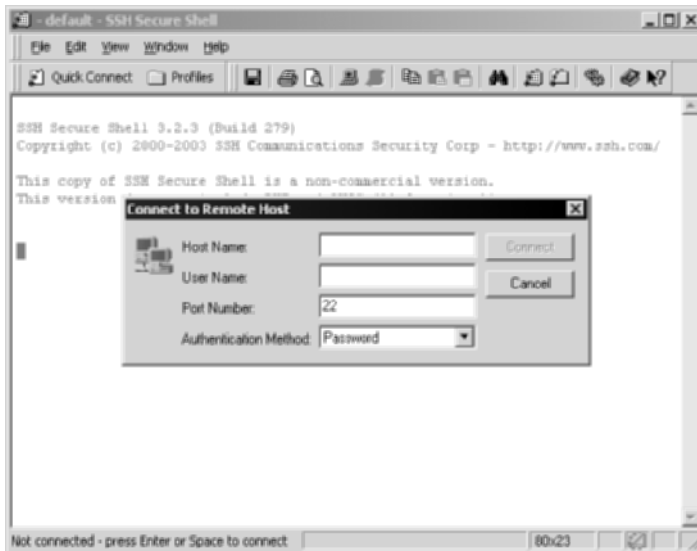 - default - SSH Secure Shell
File Edit View Window Help
Quick Connect Profiles
SSH Secure Shell 3.2.3 (Build 279)
Copyright (c) 2000-2003 SSH Communications Security Corp - http://www.ssh.com/
This copy of SSH Secure Shell is a non-commercial version.
This version
Connect to Remote Host
Host Name:
Connect
User Name:
Cancel
Port Number: 22
Authentication Method: Password
Not connected - press Enter or Space to connect 80x23